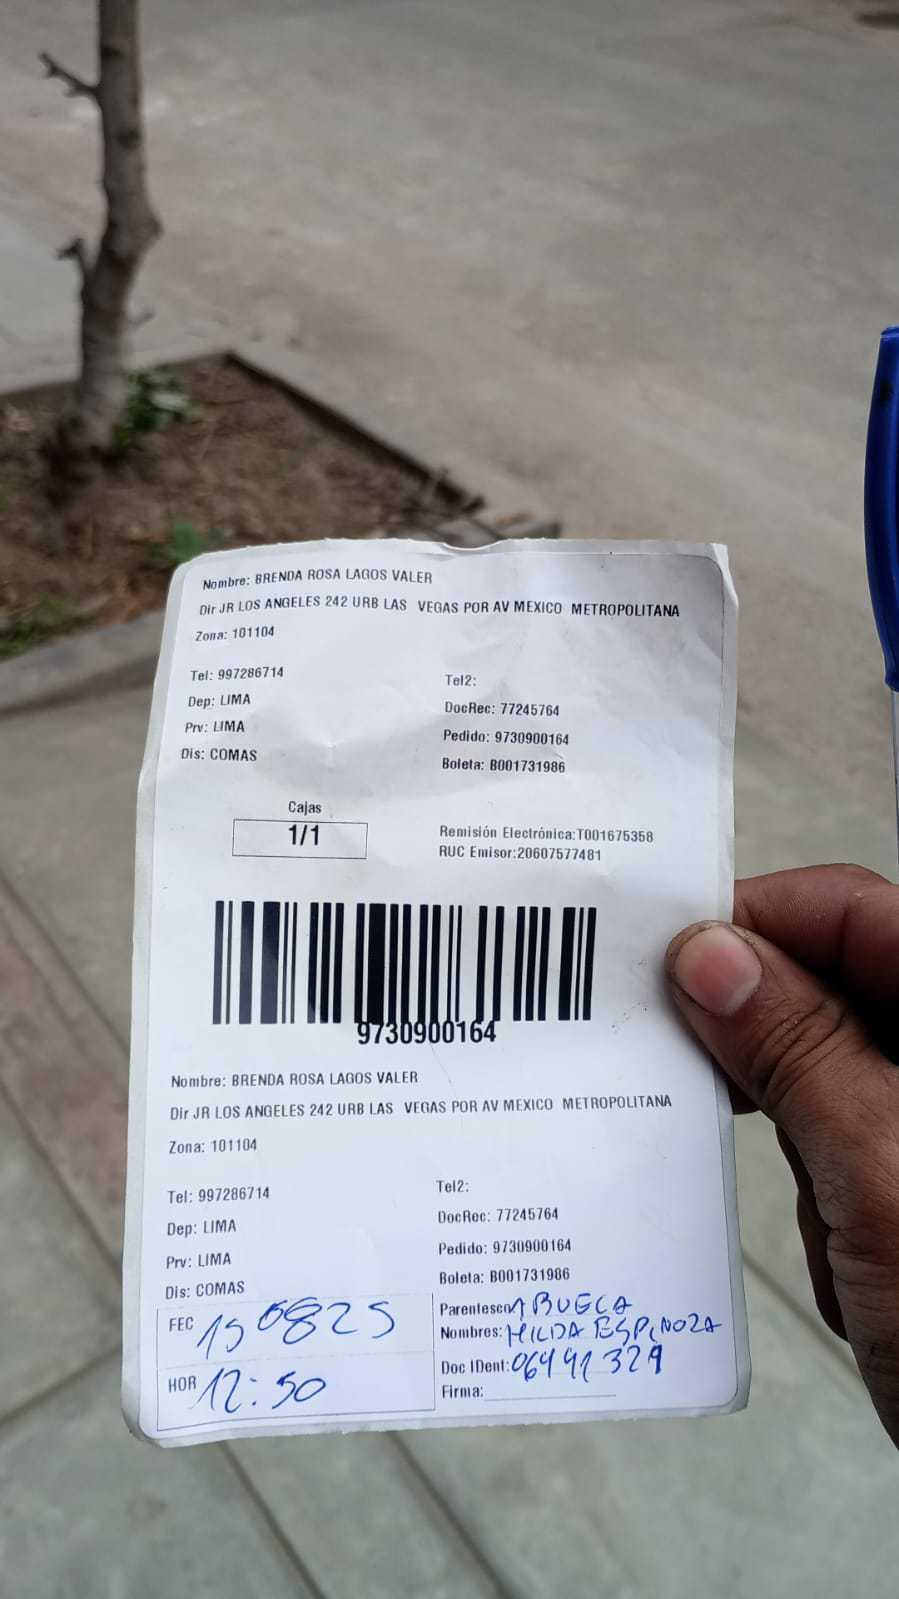 Nombre: BRENDA ROSA LAGOS VALER
Dir JR LOS ANGELES 242 URB LAS VEGAS POR AV MEXICO METROPOLITANA
Zona: 101104
Tel: 997286714
Tel2:
Dep: LIMA
DocRec: 77245764
Prv: LIMA
Pedido: 9730900164
Dis: COMAS
Boleta: B001731986
Cajas
1/1
Remisión Electrónica:T001675358
RUC Emisor:20607577481
9730900164
Nombre: BRENDA ROSA LAGOS VALER
Dir JR LOS ANGELES 242 URB LAS VEGAS POR AV MEXICO METROPOLITANA
Zona: 101104
Tel: 997286714
Tel2:
Dep: LIMA
DocRec: 77245764
Prv: LIMA
Pedido: 9730900164
Dis: COMAS
Boleta: B001731986
FEC 150825
Parentesco ABUELA
Nombres: HILDA ESPINOZA
HOR 12:50
Doc IDent:
Firma: